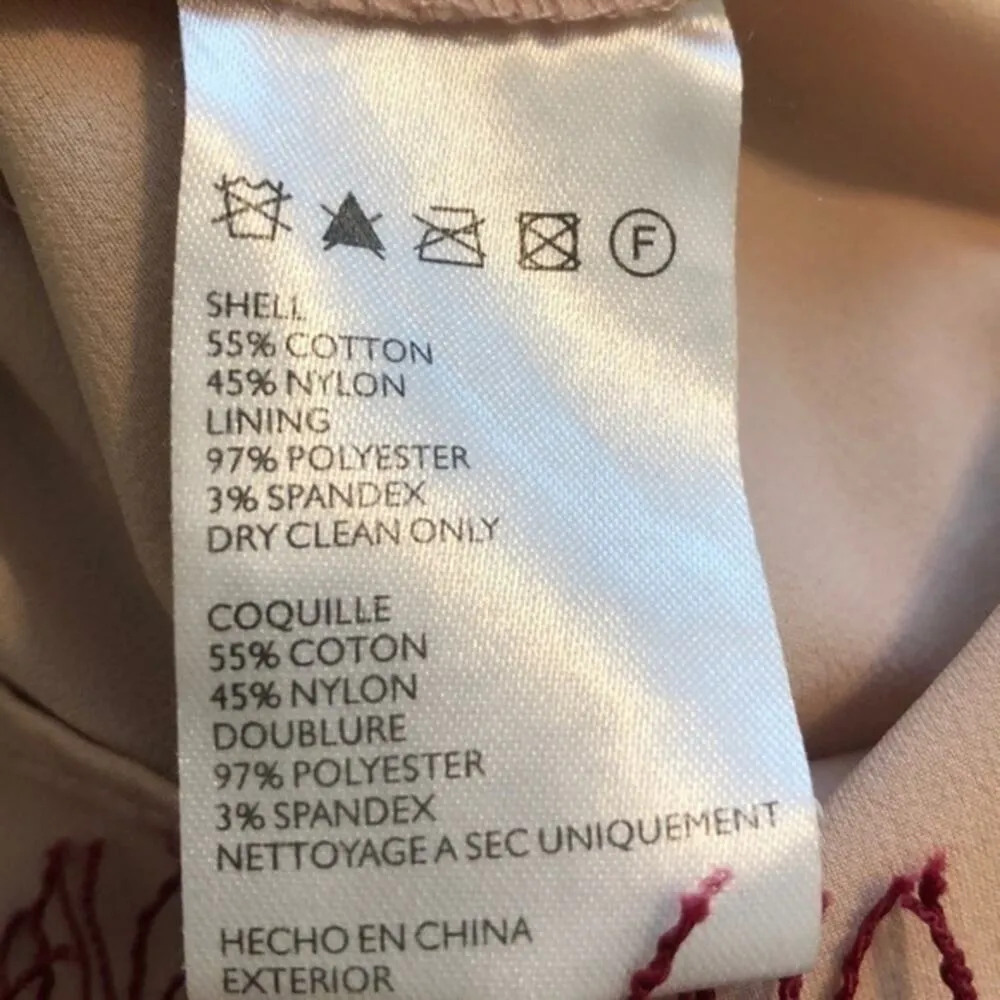 F
SHELL
55% COTTON
45% NYLON
LINING
97% POLYESTER
3% SPANDEX
DRY CLEAN ONLY
COQUILLE
55% COTON
45% NYLON
DOUBLURE
97% POLYESTER
3% SPANDEX
NETTOYAGE A SEC UNIQUEMENT
HECHO EN CHINA
EXTERIOR